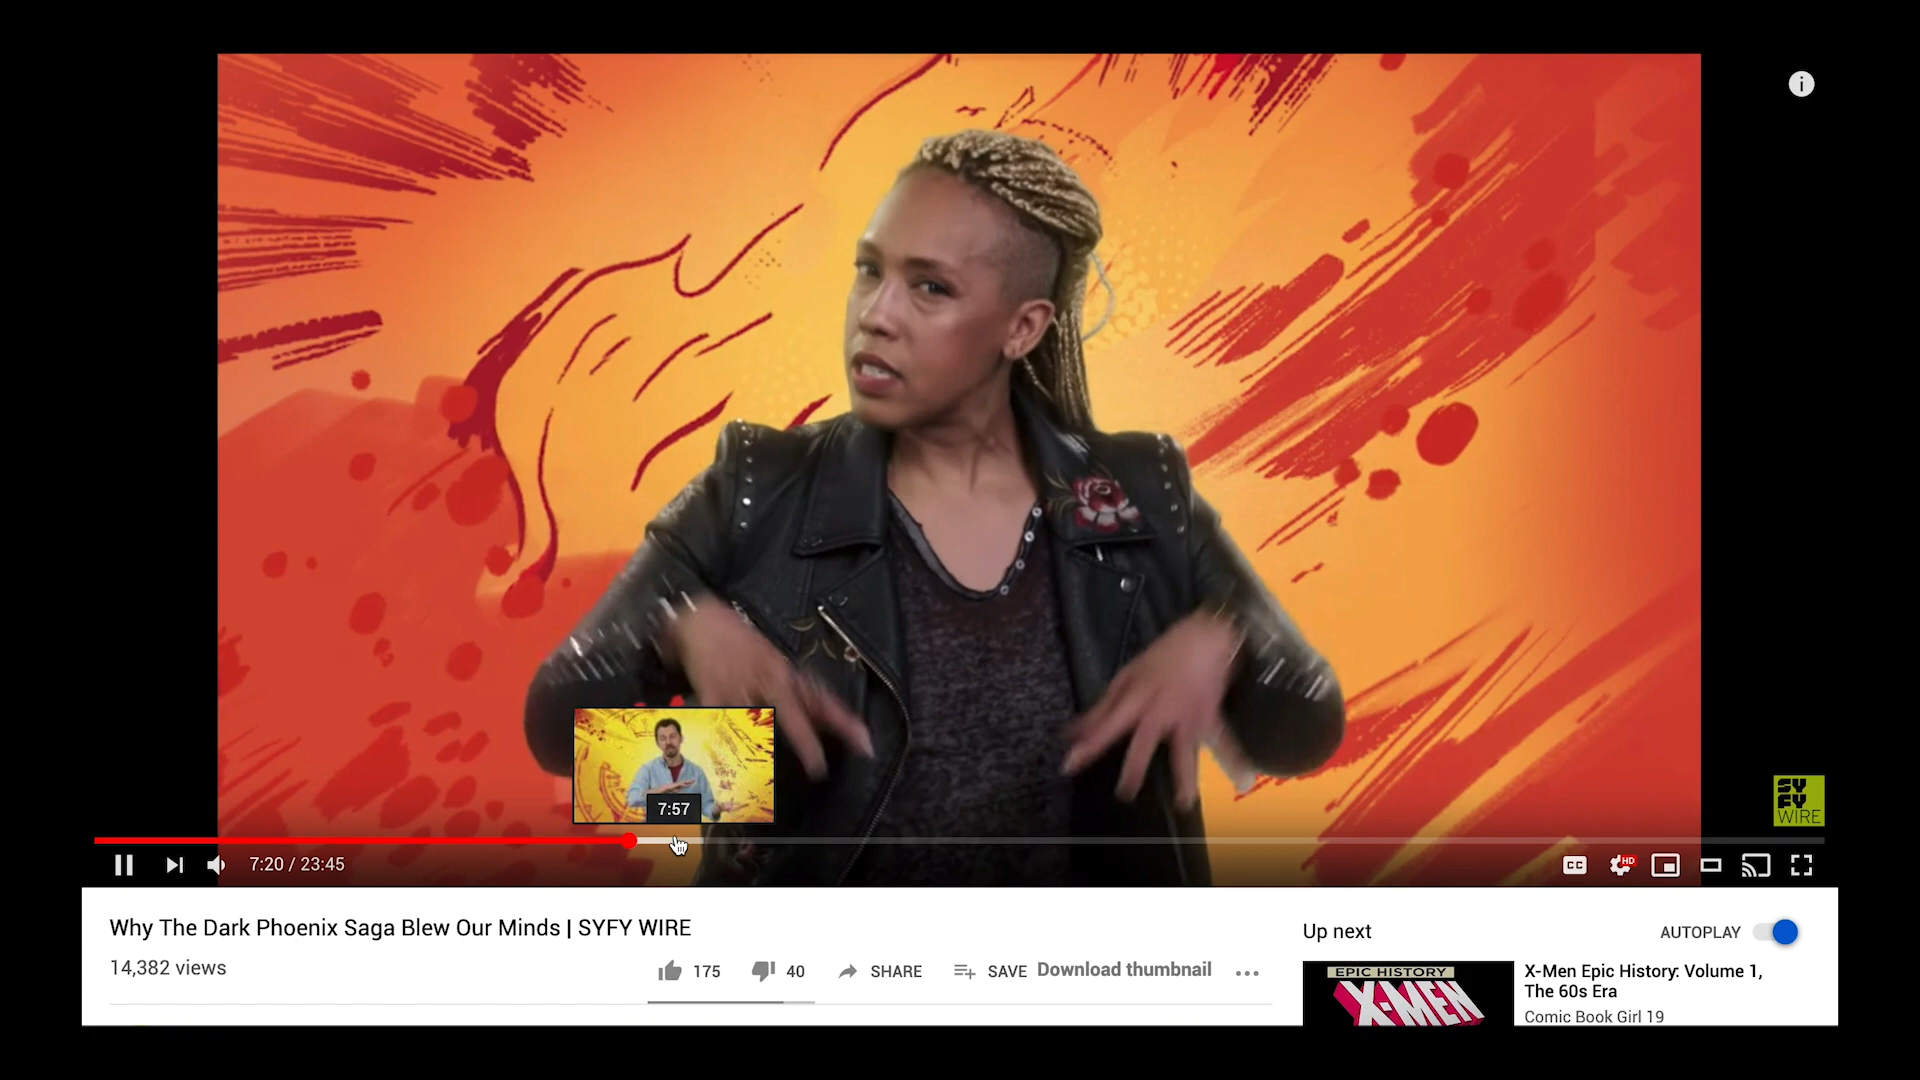 SYFY
WIRE
7:57
7:20 / 23:45
CC
HD
Why The Dark Phoenix Saga Blew Our Minds | SYFY WIRE
14,382 views
175
40
SHARE
SAVE
Download thumbnail
Up next
AUTOPLAY
EPIC HISTORY
X-MEN
X-Men Epic History: Volume 1,
The 60s Era
Comic Book Girl 19